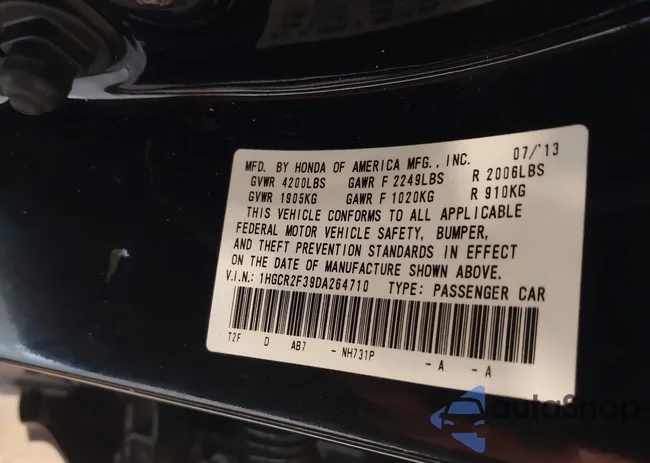 MFD. BY HONDA OF AMERICA MFG., INC. 07/'13
GVWR 4200LBS GAWR F 2249LBS R 2006LBS
GVWR 1905KG GAWR F 1020KG R 910KG
THIS VEHICLE CONFORMS TO ALL APPLICABLE
FEDERAL MOTOR VEHICLE SAFETY, BUMPER,
AND THEFT PREVENTION STANDARDS IN EFFECT
ON THE DATE OF MANUFACTURE SHOWN ABOVE.
V.I.N.: 1HGCR2F39DA264710 TYPE: PASSENGER CAR
T2F D AB7 - NH731P - A - A
AutoSnap